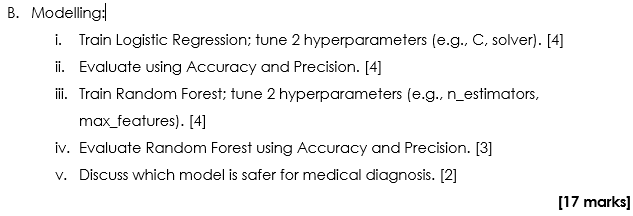 B. Modelling:
i. Train Logistic Regression; tune 2 hyperparameters (e.g., C, solver). [4]
ii. Evaluate using Accuracy and Precision. [4]
iii. Train Random Forest; tune 2 hyperparameters (e.g., n_estimators,
max_features). [4]
iv. Evaluate Random Forest using Accuracy and Precision. [3]
v. Discuss which model is safer for medical diagnosis. [2]
[17 marks]